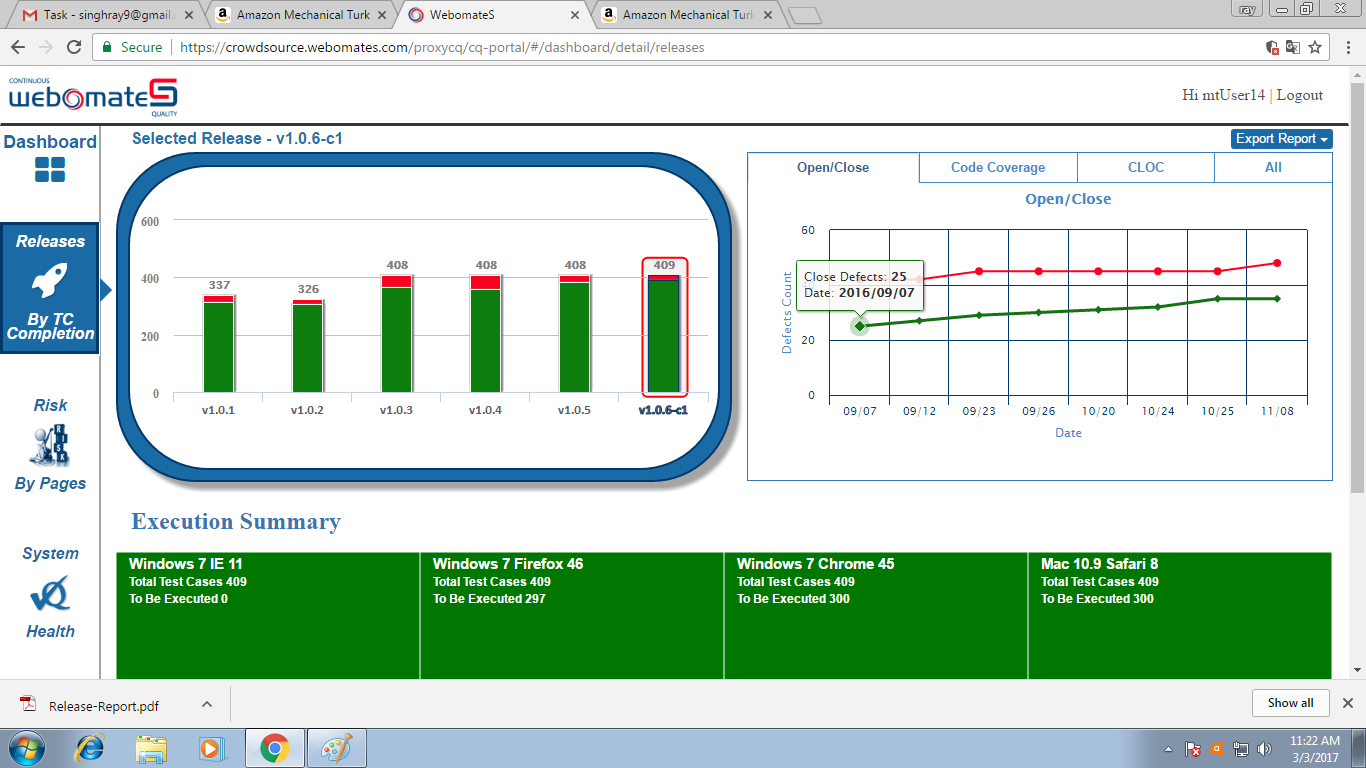 Task - singhray9@gmail.
Amazon Mechanical Turk
WebomateS
Amazon Mechanical Turk
ray
Secure
https://crowdsource.webomates.com/proxycq/cq-portal/#/dashboard/detail/releases
CONTINUOUS
webomateS
QUALITY
Hi mtUser14 | Logout
Dashboard
Selected Release - v1.0.6-c1
Export Report
Releases
By TC
Completion
Risk
RISK
By Pages
System
Health
600
400
200
0
337
326
408
408
408
409
v1.0.1
v1.0.2
v1.0.3
v1.0.4
v1.0.5
v1.0.6-c1
Open/Close
Code Coverage
CLOC
All
Open/Close
60
20
0
Defects Count
Close Defects: 25
Date: 2016/09/07
09/07
09/12
09/23
09/26
10/20
10/24
10/25
11/08
Date
Execution Summary
Windows 7 IE 11
Total Test Cases 409
To Be Executed 0
Windows 7 Firefox 46
Total Test Cases 409
To Be Executed 297
Windows 7 Chrome 45
Total Test Cases 409
To Be Executed 300
Mac 10.9 Safari 8
Total Test Cases 409
To Be Executed 300
Release-Report.pdf
Show all
11:22 AM
3/3/2017